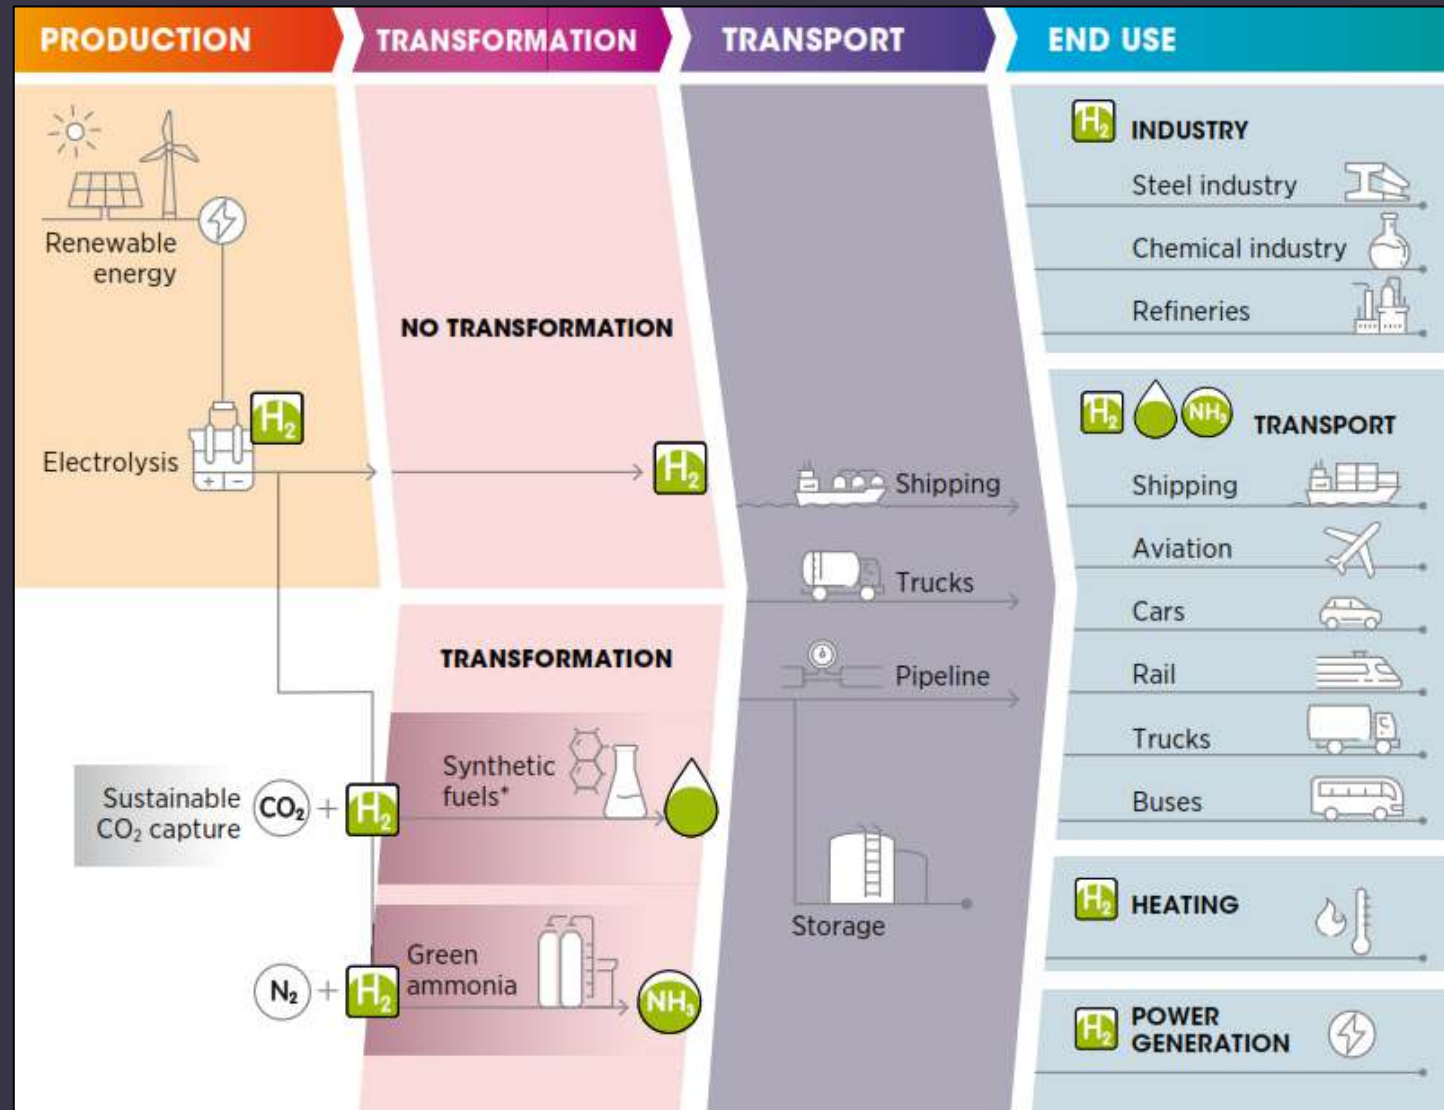 PRODUCTION
TRANSFORMATION
TRANSPORT
END USE
Renewable
energy
Electrolysis
H₂
+ −
Sustainable
CO₂ capture
CO₂ + H₂
N₂ + H₂
NO TRANSFORMATION
H₂
TRANSFORMATION
Synthetic
fuels*
Green
ammonia
NH₃
Shipping
Trucks
Pipeline
Storage
H₂ INDUSTRY
Steel industry
Chemical industry
Refineries
H₂ NH₃ TRANSPORT
Shipping
Aviation
Cars
Rail
Trucks
Buses
H₂ HEATING
H₂ POWER
GENERATION